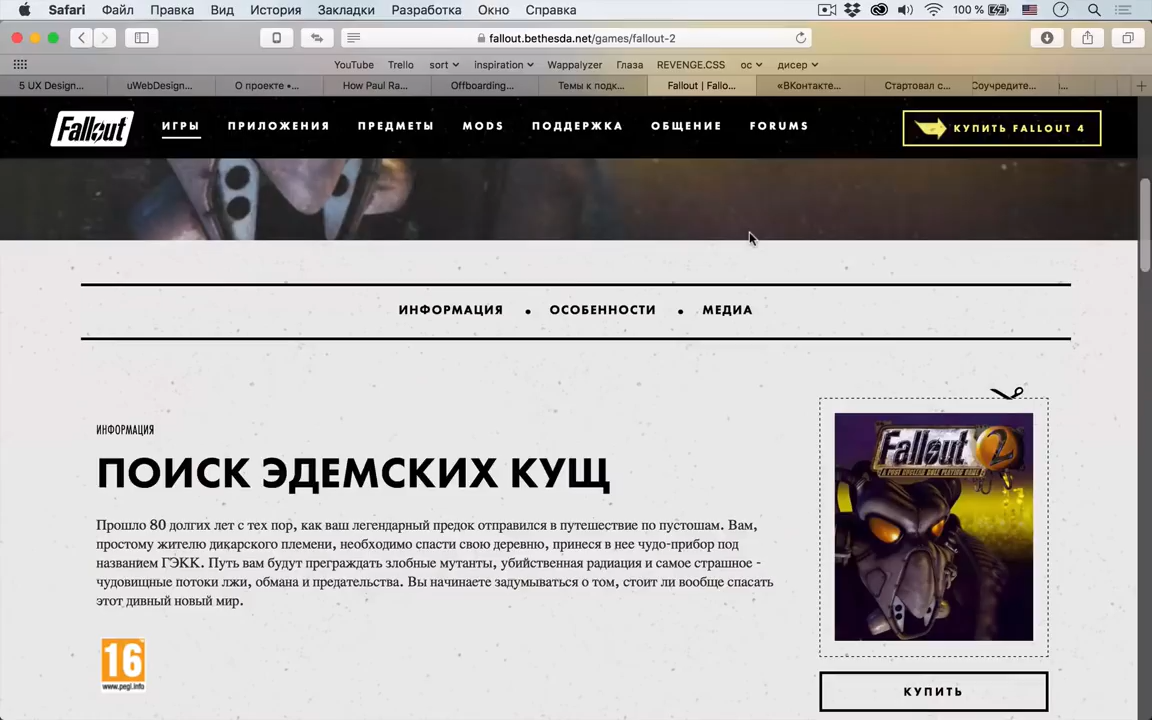 Safari Файл Правка Вид История Закладки Разработка Окно Справка 100 %
fallout.bethesda.net/games/fallout-2
YouTube Trello sort inspiration Wappalyzer Глаза REVENGE.CSS ос дисер
5 UX Design... uWebDesign... О проекте •... How Paul Ra... Offboarding... Темы к подк... Fallout | Fallo... «ВКонтакте... Стартовал с... Соучредите...
Fallout ИГРЫ ПРИЛОЖЕНИЯ ПРЕДМЕТЫ MODS ПОДДЕРЖКА ОБЩЕНИЕ FORUMS КУПИТЬ FALLOUT 4
ИНФОРМАЦИЯ • ОСОБЕННОСТИ • МЕДИА
ИНФОРМАЦИЯ
ПОИСК ЭДЕМСКИХ КУЩ
Прошло 80 долгих лет с тех пор, как ваш легендарный предок отправился в путешествие по пустошам. Вам,
простому жителю дикарского племени, необходимо спасти свою деревню, принеся в нее чудо-прибор под
названием ГЭКК. Путь вам будут преграждать злобные мутанты, убийственная радиация и самое страшное -
чудовищные потоки лжи, обмана и предательства. Вы начинаете задумываться о том, стоит ли вообще спасать
этот дивный новый мир.
16
www.pegi.info
Fallout 2
A POST NUCLEAR ROLE PLAYING GAME
КУПИТЬ